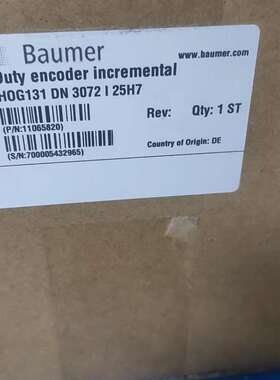 Baumer
www.baumer.com
Duty encoder incremental
HOG131 DN 3072 I 25H7
Rev:
Qty: 1 ST
(P/N:11065820)
Country of Origin: DE
(S/N:700005432965)